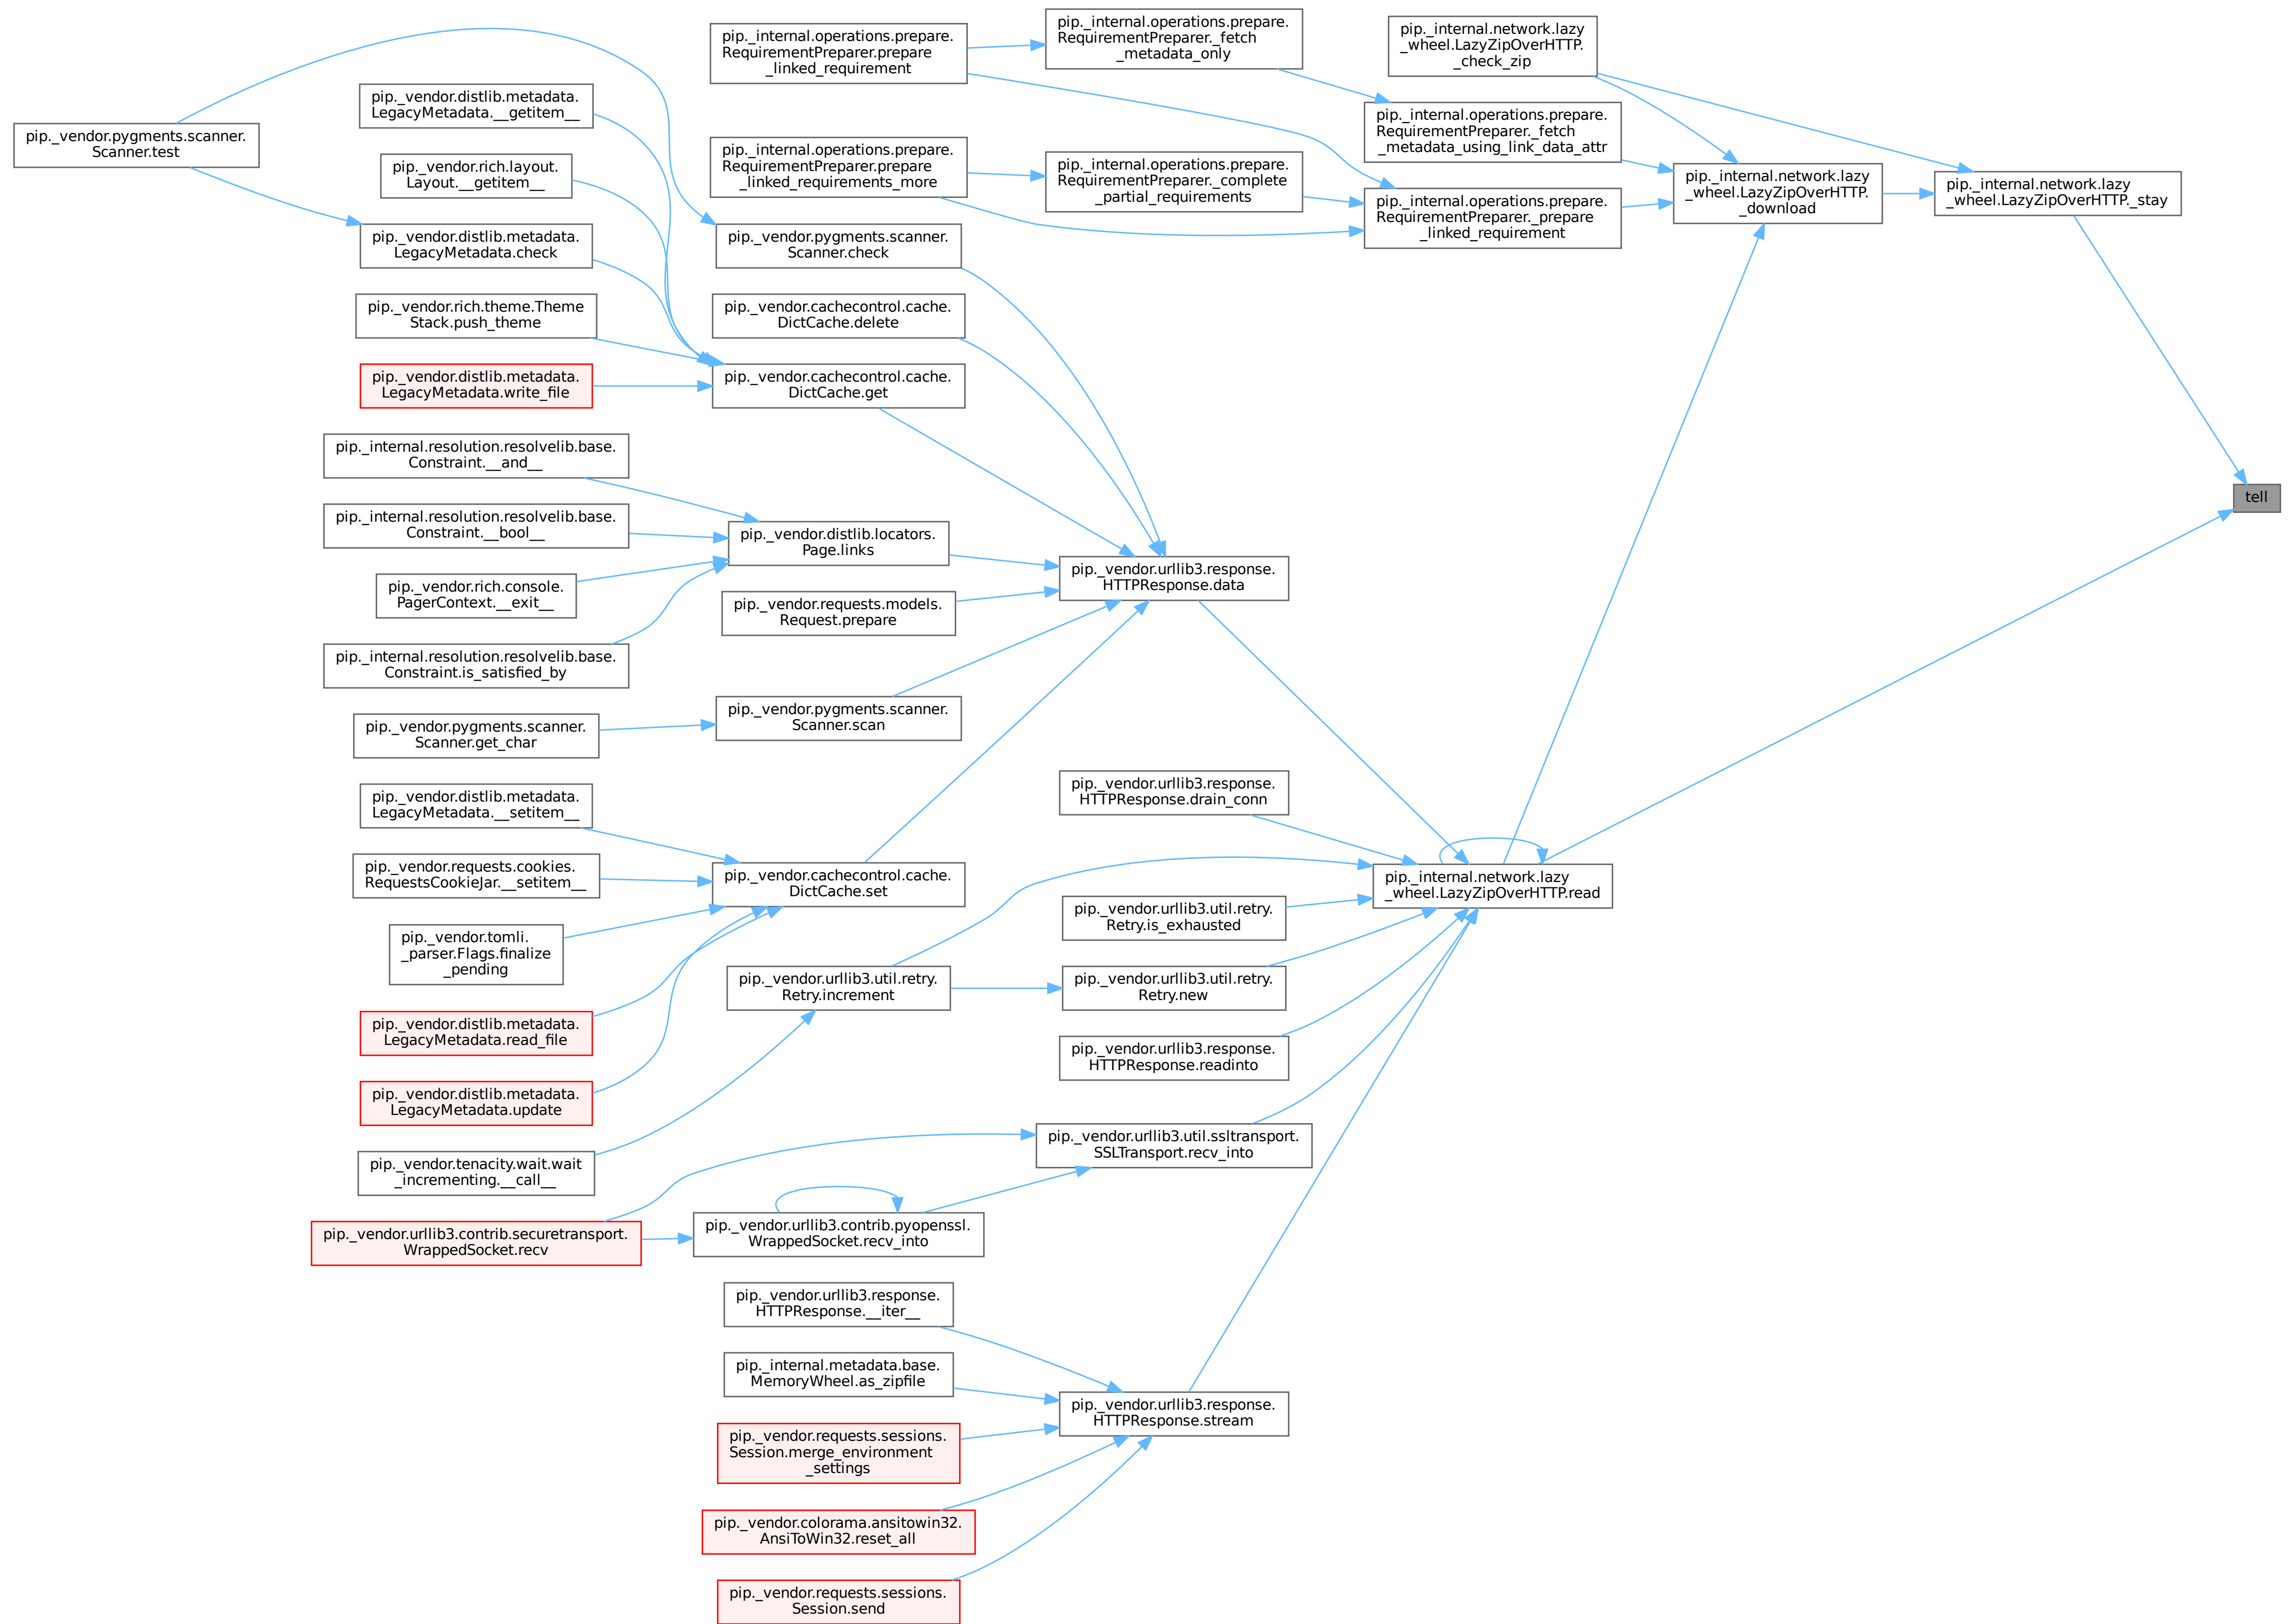 pip._vendor.pygments.scanner.
Scanner.test
pip._vendor.distlib.metadata.
LegacyMetadata.__getitem__
pip._vendor.rich.layout.
Layout.__getitem__
pip._vendor.distlib.metadata.
LegacyMetadata.check
pip._vendor.rich.theme.Theme
Stack.push_theme
pip._vendor.distlib.metadata.
LegacyMetadata.write_file
pip._internal.resolution.resolvelib.base.
Constraint.__and__
pip._internal.resolution.resolvelib.base.
Constraint.__bool__
pip._vendor.rich.console.
PagerContext.__exit__
pip._internal.resolution.resolvelib.base.
Constraint.is_satisfied_by
pip._vendor.pygments.scanner.
Scanner.get_char
pip._vendor.distlib.metadata.
LegacyMetadata.__setitem__
pip._vendor.requests.cookies.
RequestsCookieJar.__setitem__
pip._vendor.tomli.
_parser.Flags.finalize
_pending
pip._vendor.distlib.metadata.
LegacyMetadata.read_file
pip._vendor.distlib.metadata.
LegacyMetadata.update
pip._vendor.tenacity.wait.wait
_incrementing.__call__
pip._vendor.urllib3.contrib.securetransport.
WrappedSocket.recv
pip._internal.operations.prepare.
RequirementPreparer.prepare
_linked_requirement
pip._internal.operations.prepare.
RequirementPreparer.prepare
_linked_requirements_more
pip._vendor.pygments.scanner.
Scanner.check
pip._vendor.cachecontrol.cache.
DictCache.delete
pip._vendor.cachecontrol.cache.
DictCache.get
pip._vendor.distlib.locators.
Page.links
pip._vendor.requests.models.
Request.prepare
pip._vendor.pygments.scanner.
Scanner.scan
pip._vendor.cachecontrol.cache.
DictCache.set
pip._vendor.urllib3.util.retry.
Retry.increment
pip._vendor.urllib3.contrib.pyopenssl.
WrappedSocket.recv_into
pip._vendor.urllib3.response.
HTTPResponse.__iter__
pip._internal.metadata.base.
MemoryWheel.as_zipfile
pip._vendor.requests.sessions.
Session.merge_environment
_settings
pip._vendor.colorama.ansitowin32.
AnsiToWin32.reset_all
pip._vendor.requests.sessions.
Session.send
pip._internal.operations.prepare.
RequirementPreparer._fetch
_metadata_only
pip._internal.operations.prepare.
RequirementPreparer._complete
_partial_requirements
pip._vendor.urllib3.response.
HTTPResponse.data
pip._vendor.urllib3.response.
HTTPResponse.drain_conn
pip._vendor.urllib3.util.retry.
Retry.is_exhausted
pip._vendor.urllib3.util.retry.
Retry.new
pip._vendor.urllib3.response.
HTTPResponse.readinto
pip._vendor.urllib3.util.ssltransport.
SSLTransport.recv_into
pip._vendor.urllib3.response.
HTTPResponse.stream
pip._internal.network.lazy
_wheel.LazyZipOverHTTP.
_check_zip
pip._internal.operations.prepare.
RequirementPreparer._fetch
_metadata_using_link_data_attr
pip._internal.operations.prepare.
RequirementPreparer._prepare
_linked_requirement
pip._internal.network.lazy
_wheel.LazyZipOverHTTP.read
pip._internal.network.lazy
_wheel.LazyZipOverHTTP.
_download
pip._internal.network.lazy
_wheel.LazyZipOverHTTP._stay
tell